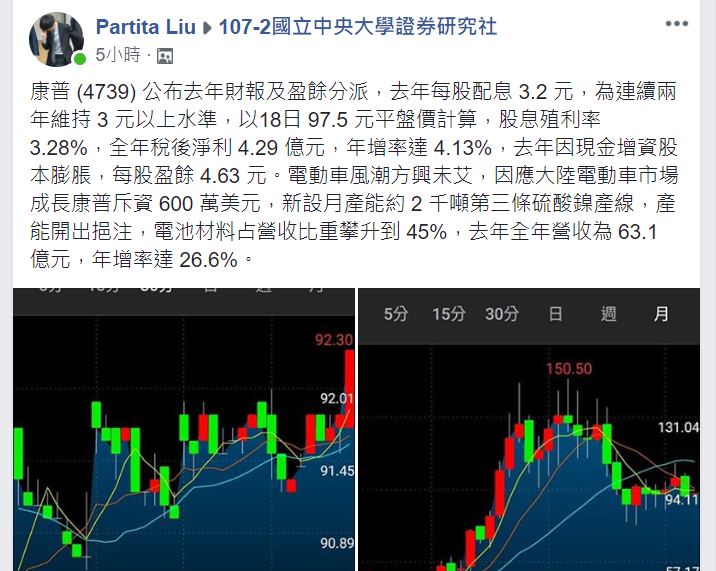 Partita Liu ▶ 107-2國立中央大學證券研究社
5小時 ·
康普 (4739) 公布去年財報及盈餘分派，去年每股配息 3.2 元，為連續兩
年維持 3 元以上水準，以18日 97.5 元平盤價計算，股息殖利率
3.28%，全年稅後淨利 4.29 億元，年增率達 4.13%，去年因現金增資股
本膨脹，每股盈餘 4.63 元。電動車風潮方興未艾，因應大陸電動車市場
成長康普斥資 600 萬美元，新設月產能約 2 千噸第三條硫酸鎳產線，產
能開出挹注，電池材料占營收比重攀升到 45%，去年全年營收為 63.1
億元，年增率達 26.6%。
5分 15分 30分 日 週 月
92.30
92.01
91.45
90.89
5分 15分 30分 日 週 月
150.50
131.04
94.11
57.17